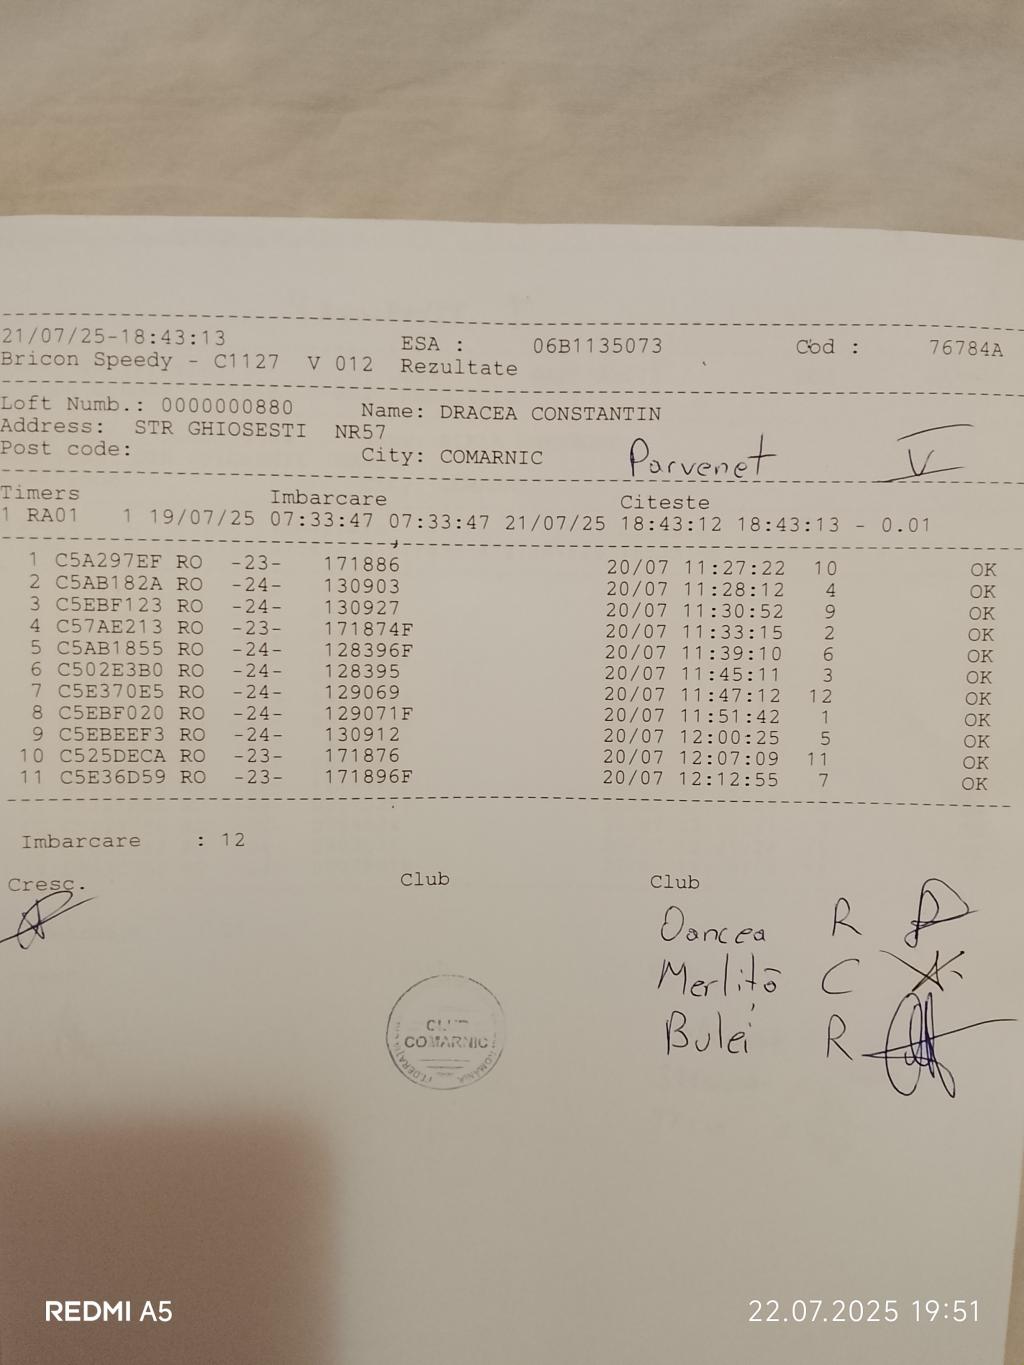 21/07/25-18:43:13 ESA : 06B1135073 Cod : 76784A
Bricon Speedy - C1127 V 012 Rezultate
Loft Numb.: 0000000880 Name: DRACEA CONSTANTIN
Address: STR GHIOSESTI NR57
Post code: City: COMARNIC Parvenet V
Timers Imbarcare Citeste
1 RA01 1 19/07/25 07:33:47 07:33:47 21/07/25 18:43:12 18:43:13 - 0.01
1 C5A297EF RO -23- 171886 20/07 11:27:22 10 OK
2 C5AB182A RO -24- 130903 20/07 11:28:12 4 OK
3 C5EBF123 RO -24- 130927 20/07 11:30:52 9 OK
4 C57AE213 RO -23- 171874F 20/07 11:33:15 2 OK
5 C5AB1855 RO -24- 128396F 20/07 11:39:10 6 OK
6 C502E3B0 RO -24- 128395 20/07 11:45:11 3 OK
7 C5E370E5 RO -24- 129069 20/07 11:47:12 12 OK
8 C5EBF020 RO -24- 129071F 20/07 11:51:42 1 OK
9 C5EBEEF3 RO -24- 130912 20/07 12:00:25 5 OK
10 C525DECA RO -23- 171876 20/07 12:07:09 11 OK
11 C5E36D59 RO -23- 171896F 20/07 12:12:55 7 OK
Imbarcare : 12
Cresc. Club Club
Oancea R
Merlită C
Bulei R
CLUB
COMARNIC
ROMANIA
REDMI A5 22.07.2025 19:51